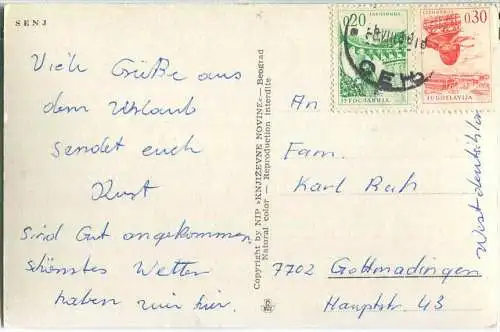 SENJ
Viele Grüße aus
dem Urlaub
sendet euch
Kurt
Sind Gut angekommen.
schönstes Wetter
haben wir hier.
Copyright by NIP »KNJIŽEVNE NOVINE« — Beograd
Natural color — Reproduction interdite
0,20
JUGOSLAVIJA
0,30
JUGOSLAVIJA
An
Fam.
Karl Ruh
7702 Gottmadingen
Hauptstr. 43
Westdeutschland